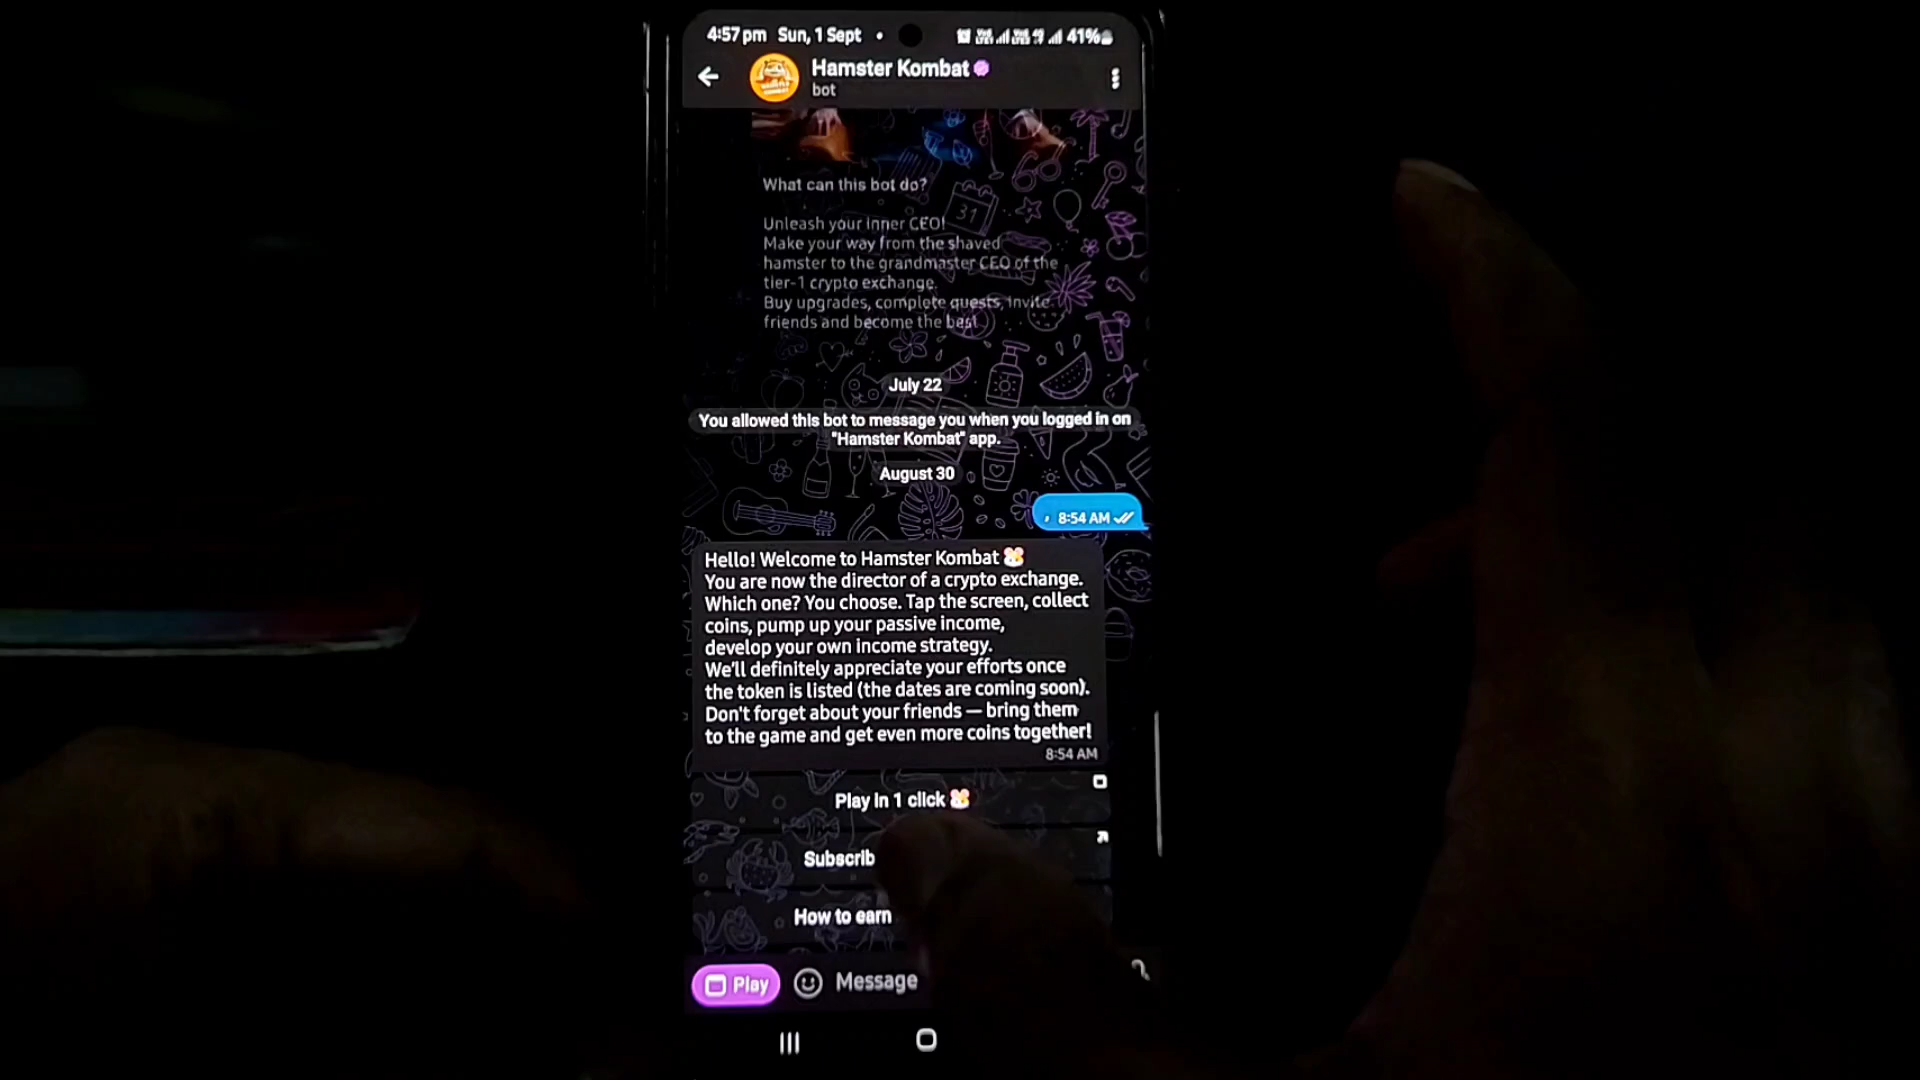 4:57 pm Sun, 1 Sept • 41%
Hamster Kombat
bot
What can this bot do?
Unleash your inner CEO!
Make your way from the shaved
hamster to the grandmaster CEO of the
tier-1 crypto exchange.
Buy upgrades, complete quests, invite
friends and become the best
31
July 22
You allowed this bot to message you when you logged in on
"Hamster Kombat" app.
August 30
8:54 AM
Hello! Welcome to Hamster Kombat 🐹
You are now the director of a crypto exchange.
Which one? You choose. Tap the screen, collect
coins, pump up your passive income,
develop your own income strategy.
We'll definitely appreciate your efforts once
the token is listed (the dates are coming soon).
Don't forget about your friends — bring them
to the game and get even more coins together!
8:54 AM
Play in 1 click 🐹
Subscrib
How to earn
Play
Message